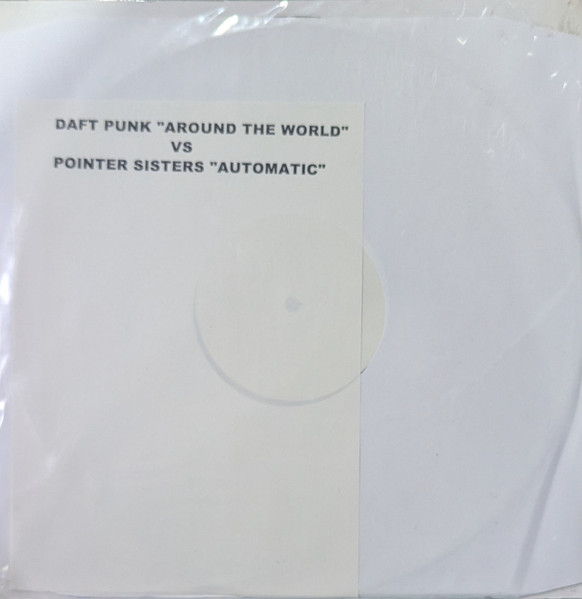 DAFT PUNK "AROUND THE WORLD"
VS
POINTER SISTERS "AUTOMATIC"